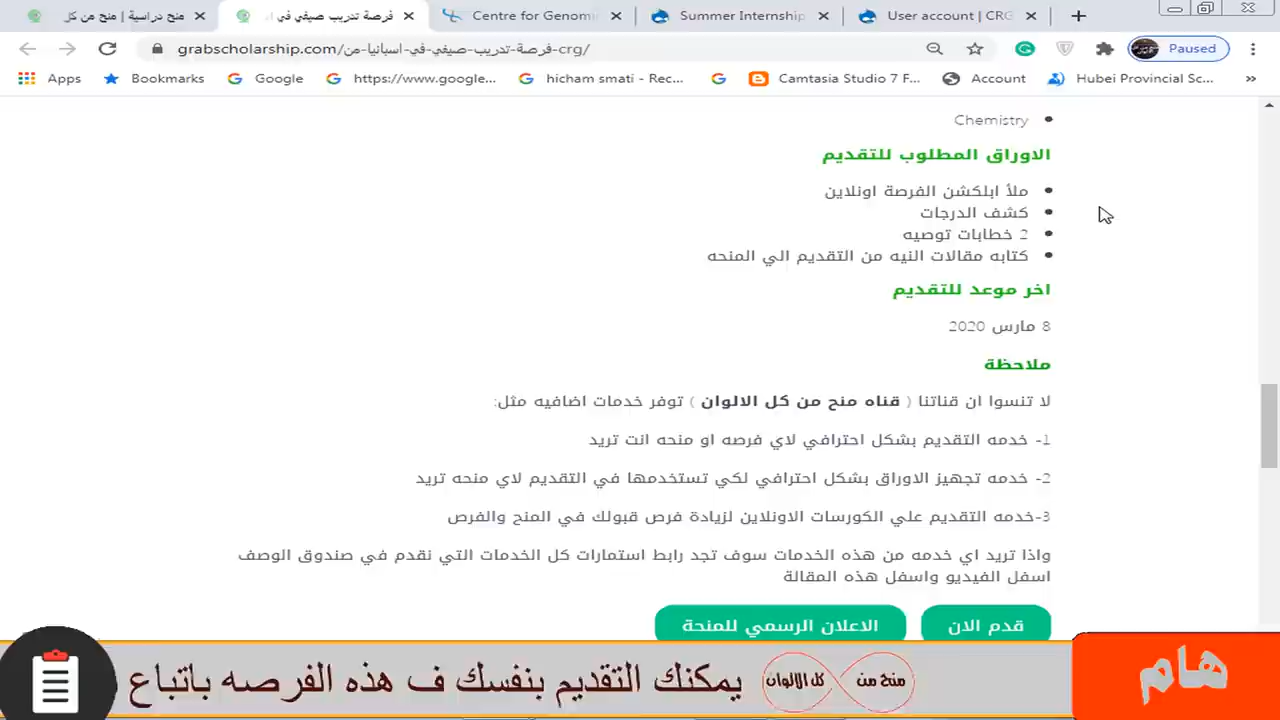 منح دراسية | منح من كل
فرصة تدريب صيفي في ا
Centre for Genomi
Summer Internship
User account | CRG
grabscholarship.com/فرصة-تدريب-صيفي-في-اسبانيا-من-crg/
Paused
Apps
Bookmarks
Google
https://www.google...
hicham smati - Rec...
Camtasia Studio 7 F...
Account
Hubei Provincial Sc...
»
Chemistry
الاوراق المطلوب للتقديم
ملأ ابلكشن الفرصة اونلاين
كشف الدرجات
2 خطابات توصيه
كتابه مقالات النيه من التقديم الي المنحه
اخر موعد للتقديم
8 مارس 2020
ملاحظة
لا تنسوا ان قناتنا ( قناه منح من كل الالوان ) توفر خدمات اضافيه مثل:
1- خدمه التقديم بشكل احترافي لاي فرصه او منحه انت تريد
2- خدمه تجهيز الاوراق بشكل احترافي لكي تستخدمها في التقديم لاي منحه تريد
3-خدمه التقديم علي الكورسات الاونلاين لزيادة فرص قبولك في المنح والفرص
واذا تريد اي خدمه من هذه الخدمات سوف تجد رابط استمارات كل الخدمات التي نقدم في صندوق الوصف
اسفل الفيديو واسفل هذه المقالة
قدم الان
الاعلان الرسمي للمنحة
هام
منح من كل الالوان
يمكنك التقديم بنفسك ف هذه الفرصه باتباع